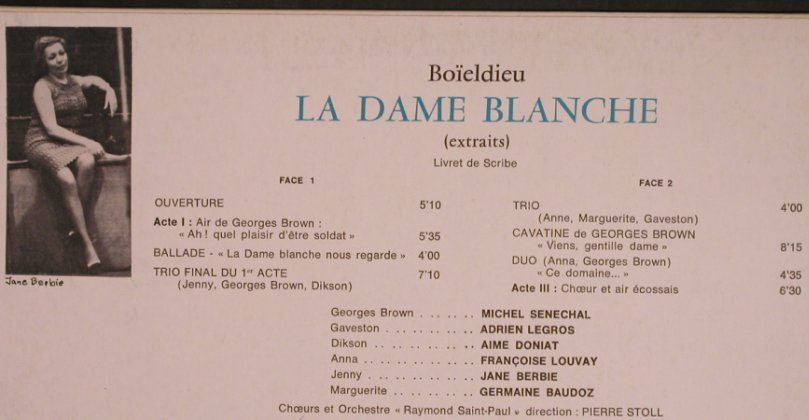 Boïeldieu
LA DAME BLANCHE
(extraits)
Livret de Scribe
FACE 1
OUVERTURE 5'10
Acte I : Air de Georges Brown :
« Ah ! quel plaisir d'être soldat » 5'35
BALLADE - « La Dame blanche nous regarde » 4'00
TRIO FINAL DU 1er ACTE 7'10
(Jenny, Georges Brown, Dikson)
FACE 2
TRIO 4'00
(Anne, Marguerite, Gaveston)
CAVATINE de GEORGES BROWN
« Viens, gentille dame » 8'15
DUO (Anna, Georges Brown)
« Ce domaine... » 4'35
Acte III : Chœur et air écossais 6'30
Jane Berbie
Georges Brown . . . . . . MICHEL SENECHAL
Gaveston . . . . . . . . . ADRIEN LEGROS
Dikson . . . . . . . . . . AIME DONIAT
Anna . . . . . . . . . . . FRANÇOISE LOUVAY
Jenny . . . . . . . . . . . JANE BERBIE
Marguerite . . . . . . . . GERMAINE BAUDOZ
Chœurs et Orchestre « Raymond Saint-Paul » direction : PIERRE STOLL